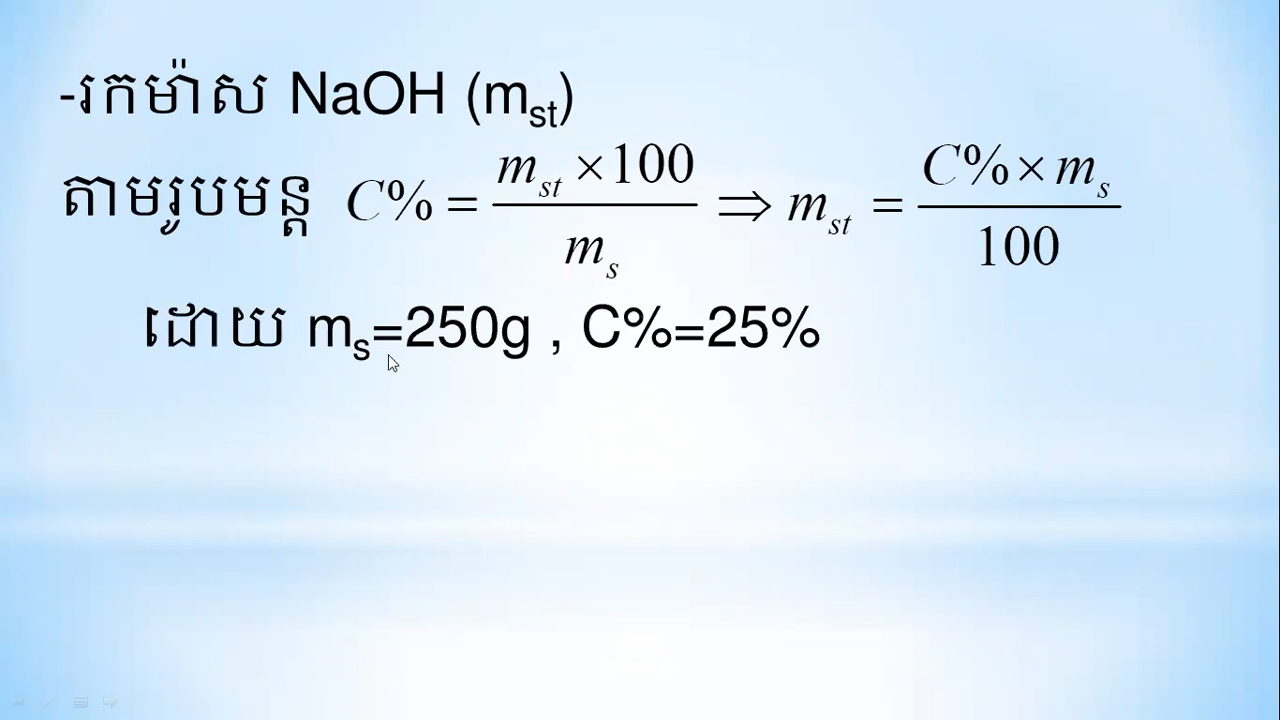 -រកម៉ាស NaOH (mst)
តាមរូបមន្ត C% = mst ×100 / ms ⇒ mst = C%× ms / 100
ដោយ ms=250g , C%=25%